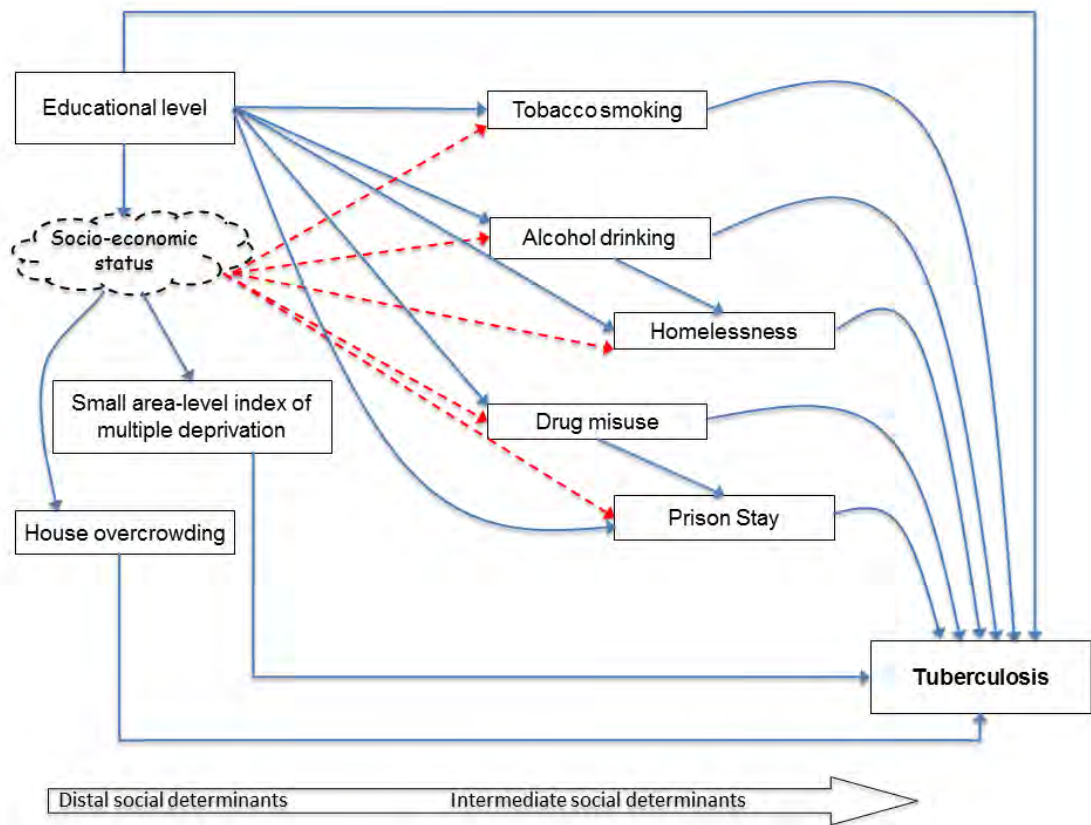 Educational level
Tobacco smoking
Socio-economic
status
Alcohol drinking
Homelessness
Small area-level index of
multiple deprivation
Drug misuse
Prison Stay
House overcrowding
Tuberculosis
Distal social determinants
Intermediate social determinants